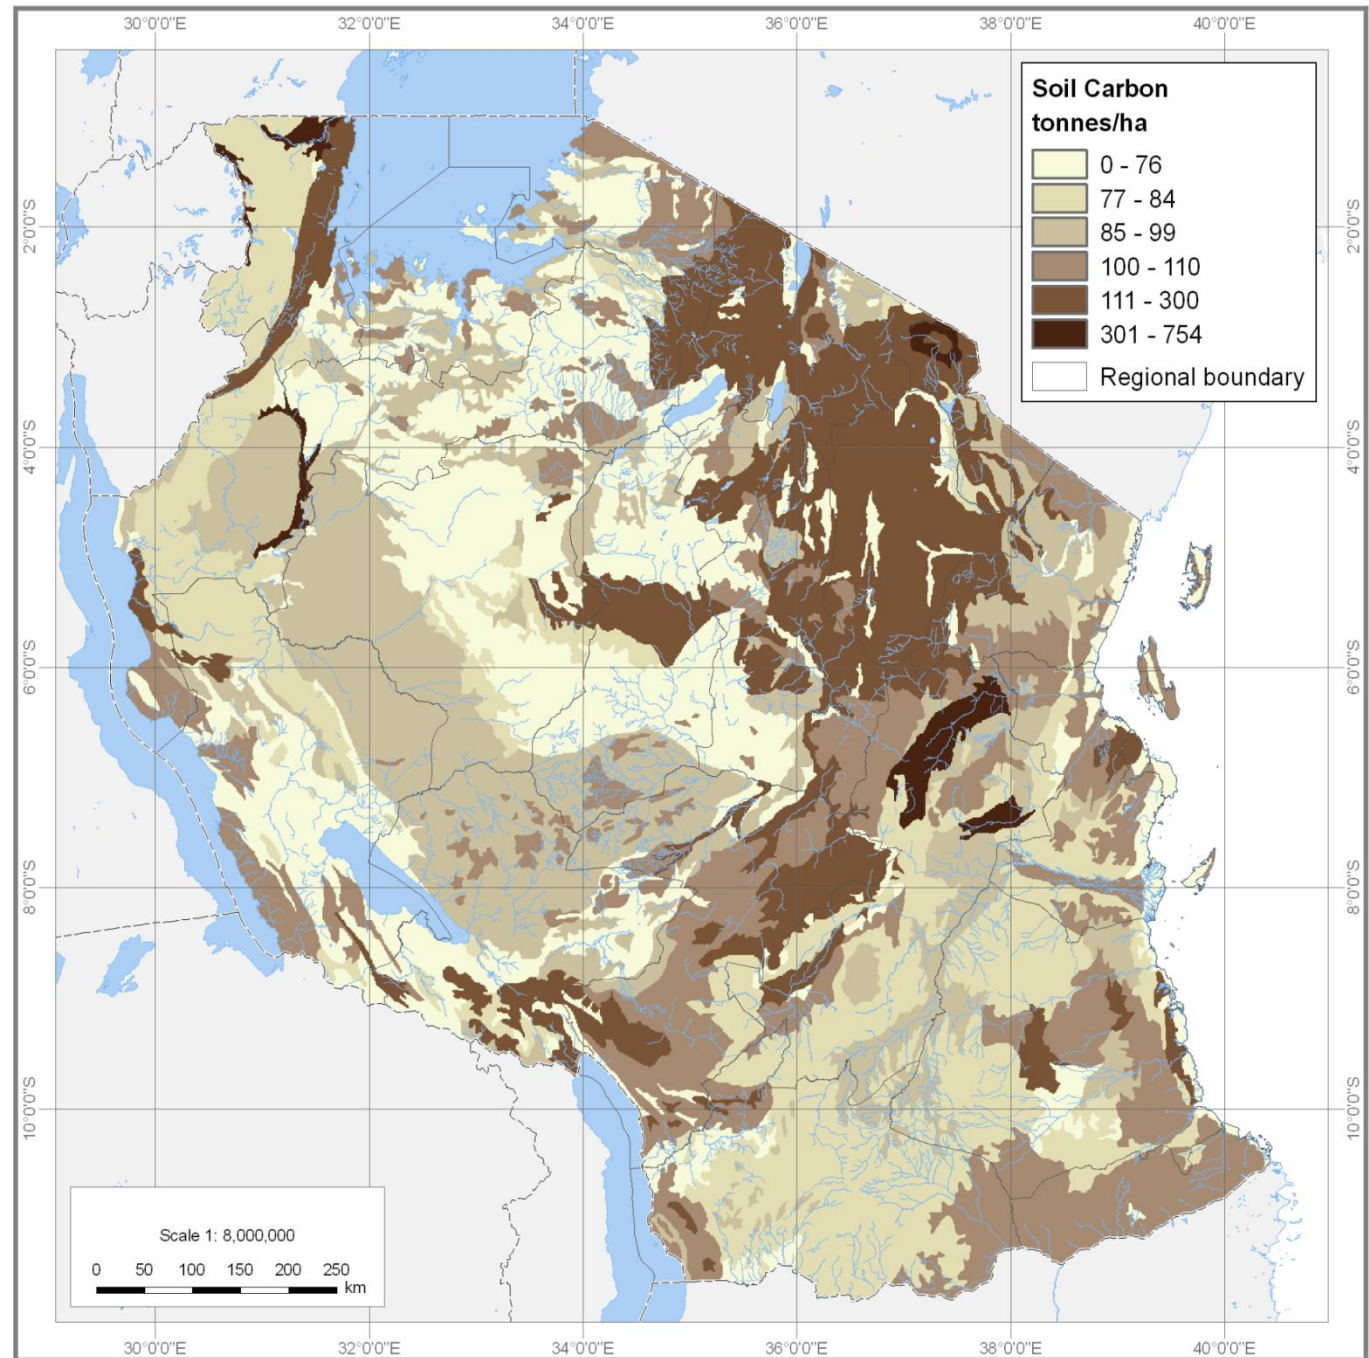 30°0'0"E 32°0'0"E 34°0'0"E 36°0'0"E 38°0'0"E 40°0'0"E
Soil Carbon
tonnes/ha
0 - 76
77 - 84
85 - 99
100 - 110
111 - 300
301 - 754
Regional boundary
2°0'0"S 2°0'0"S
4°0'0"S 4°0'0"S
6°0'0"S 6°0'0"S
8°0'0"S 8°0'0"S
10°0'0"S 10°0'0"S
Scale 1: 8,000,000
0 50 100 150 200 250
km
30°0'0"E 32°0'0"E 34°0'0"E 36°0'0"E 38°0'0"E 40°0'0"E